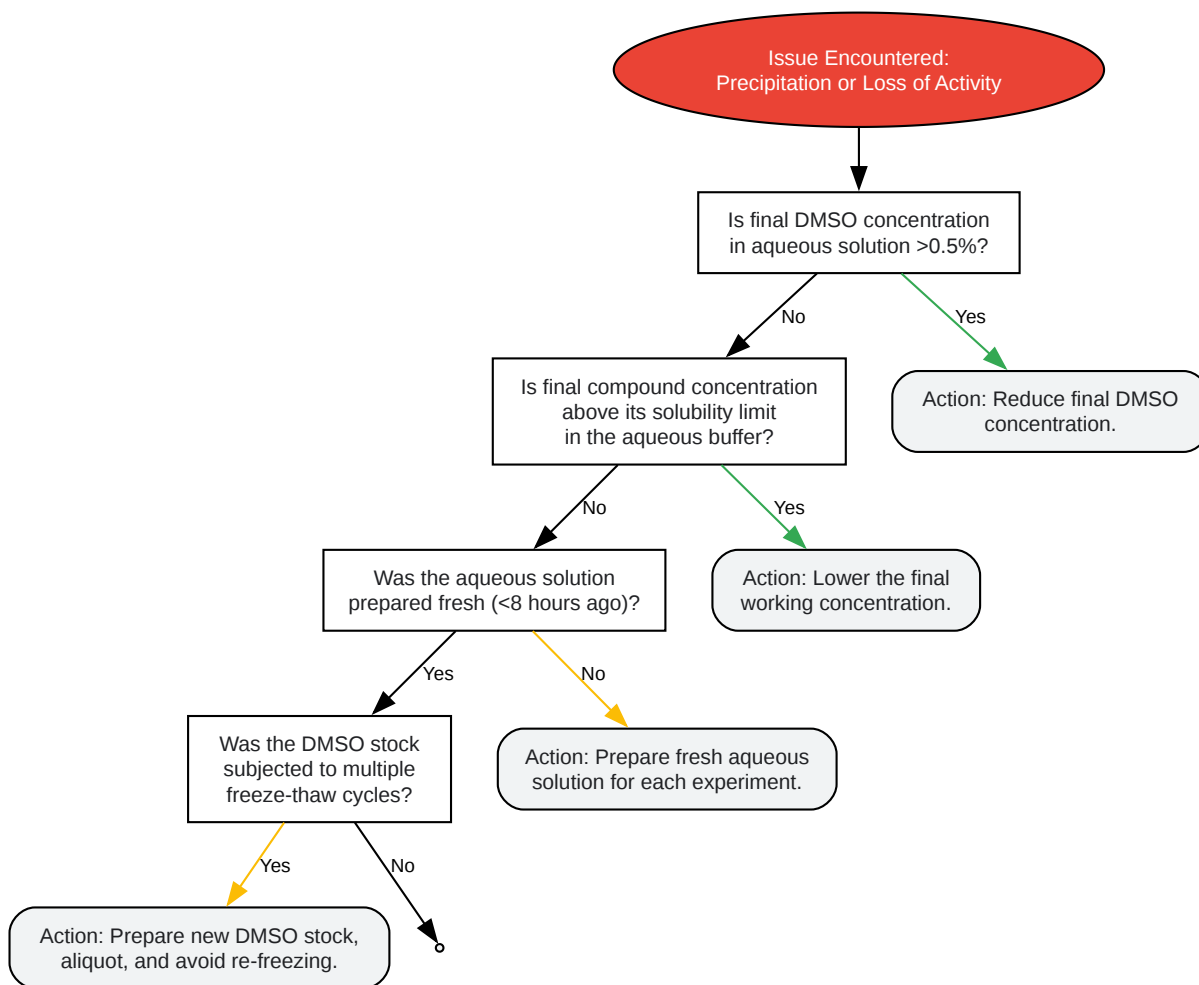 Issue Encountered:
Precipitation or Loss of Activity
Is final DMSO concentration
in aqueous solution >0.5%?
No
Yes
Is final compound concentration
above its solubility limit
in the aqueous buffer?
Action: Reduce final DMSO
concentration.
No
Yes
Was the aqueous solution
prepared fresh (<8 hours ago)?
Action: Lower the final
working concentration.
Yes
No
Was the DMSO stock
subjected to multiple
freeze-thaw cycles?
Action: Prepare fresh aqueous
solution for each experiment.
Yes
No
Action: Prepare new DMSO stock,
aliquot, and avoid re-freezing.